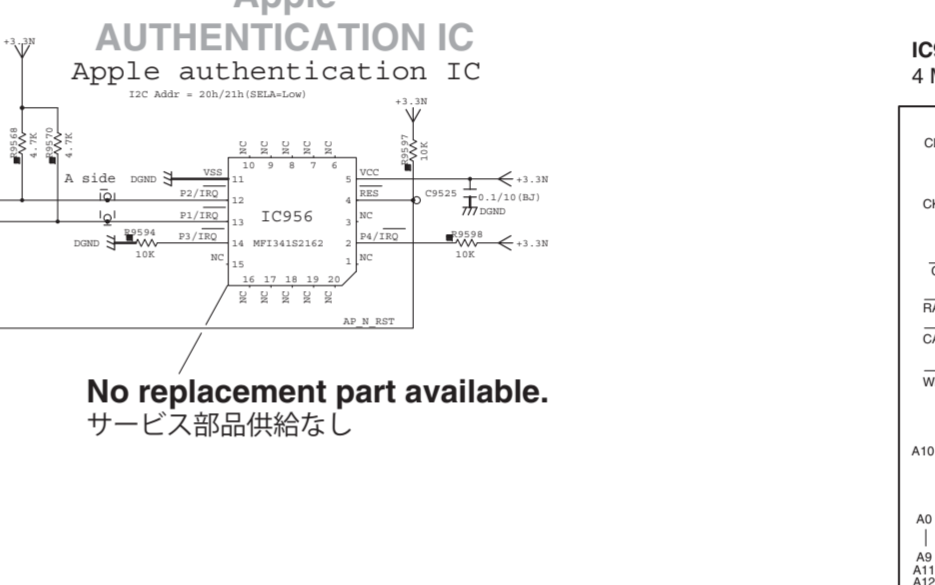 Apple
AUTHENTICATION IC
Apple authentication IC
I2C Addr = 20h/21h(SELA=Low)
+3.3N
+3.3N
R9568
4.7K
R9570
4.7K
R9597
10K
NC NC NC NC NC
10 9 8 7 6
A side
DGND
VSS
11
5
VCC
+3.3N
P2/IRQ
12
4
RES
C9525
0.1/10(BJ)
DGND
P1/IRQ
13
IC956
3
NC
R9594
10K
DGND
P3/IRQ
14
MFI341S2162
2
P4/IRQ
R9598
10K
+3.3N
NC
15
1
NC
16 17 18 19 20
NC NC NC NC NC
AP_N_RST
No replacement part available.
サービス部品供給なし
IC9
4 M
A10
A0
A9
A11
A12